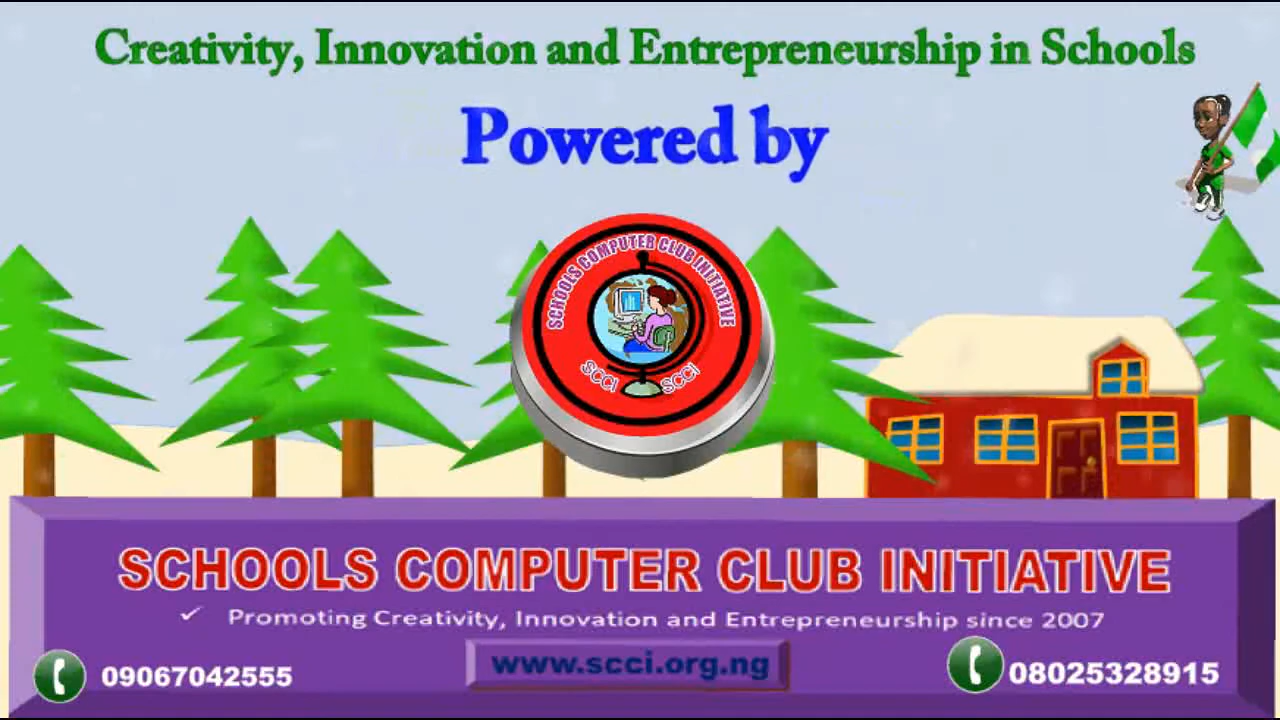 Creativity, Innovation and Entrepreneurship in Schools
Powered by
SCHOOLS COMPUTER CLUB INITIATIVE
SCCI SCCI
SCHOOLS COMPUTER CLUB INITIATIVE
✓ Promoting Creativity, Innovation and Entrepreneurship since 2007
www.scci.org.ng
09067042555
08025328915